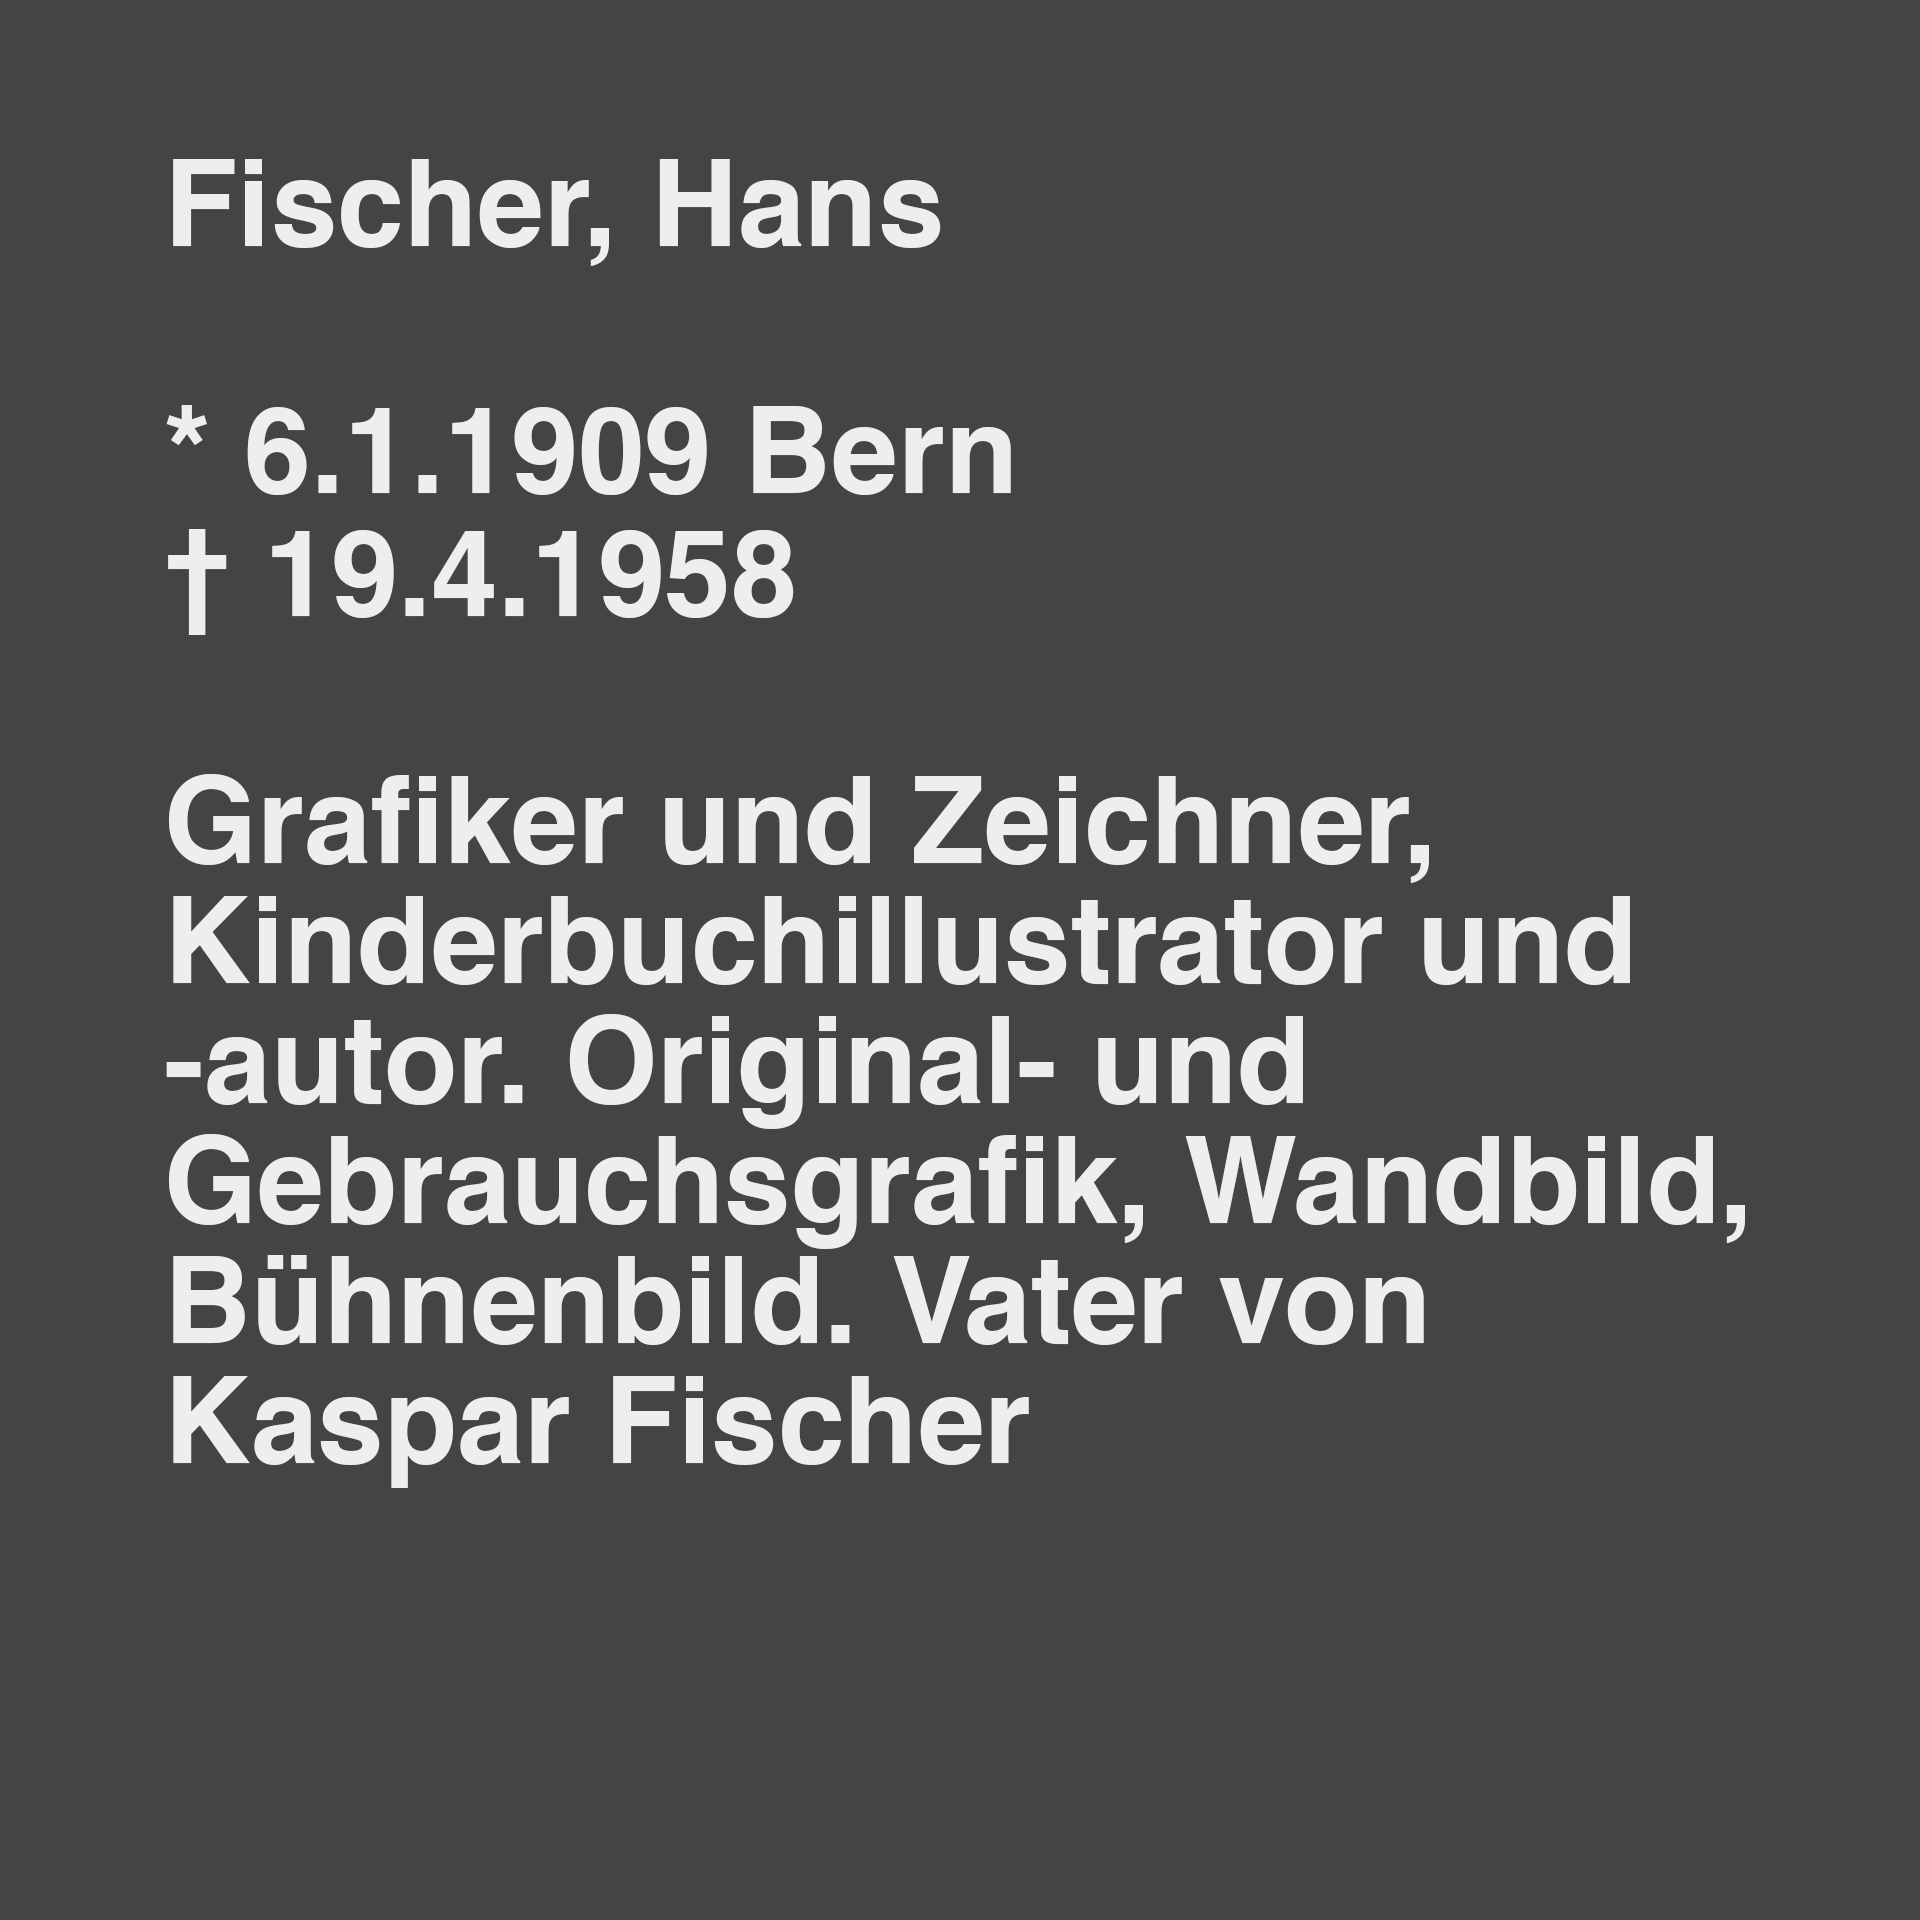 Fischer, Hans
* 6.1.1909 Bern
† 19.4.1958
Grafiker und Zeichner,
Kinderbuchillustrator und
-autor. Original- und
Gebrauchsgrafik, Wandbild,
Bühnenbild. Vater von
Kaspar Fischer